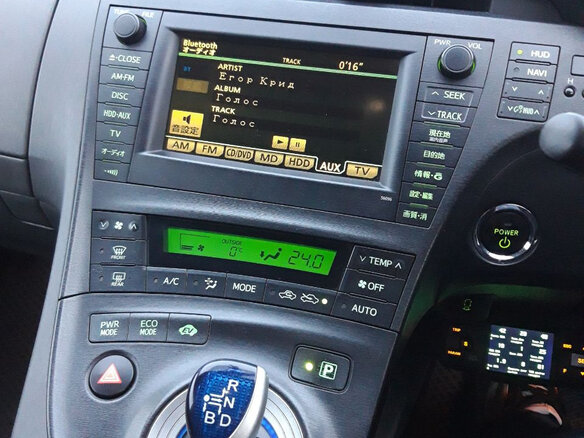 TUNE・FILE
PWR
VOL
Bluetooth
オーディオ
TRACK 0'16"
BT
ARTIST
Егор Крид
ALBUM
Голос
TRACK
Голос
音設定
AM FM CD/DVD MD HDD AUX TV
CLOSE
AM・FM
DISC
HDD・AUX
TV
オーディオ
SEEK
TRACK
現在地
目的地
情報・
設定・編集
画質・消
HUD
NAVI
HUD
FRONT
REAR
OUTSIDE
0°c
24.0
TEMP
OFF
A/C
MODE
AUTO
PWR
MODE
ECO
MODE
EV
P
POWER
R
N
D
B